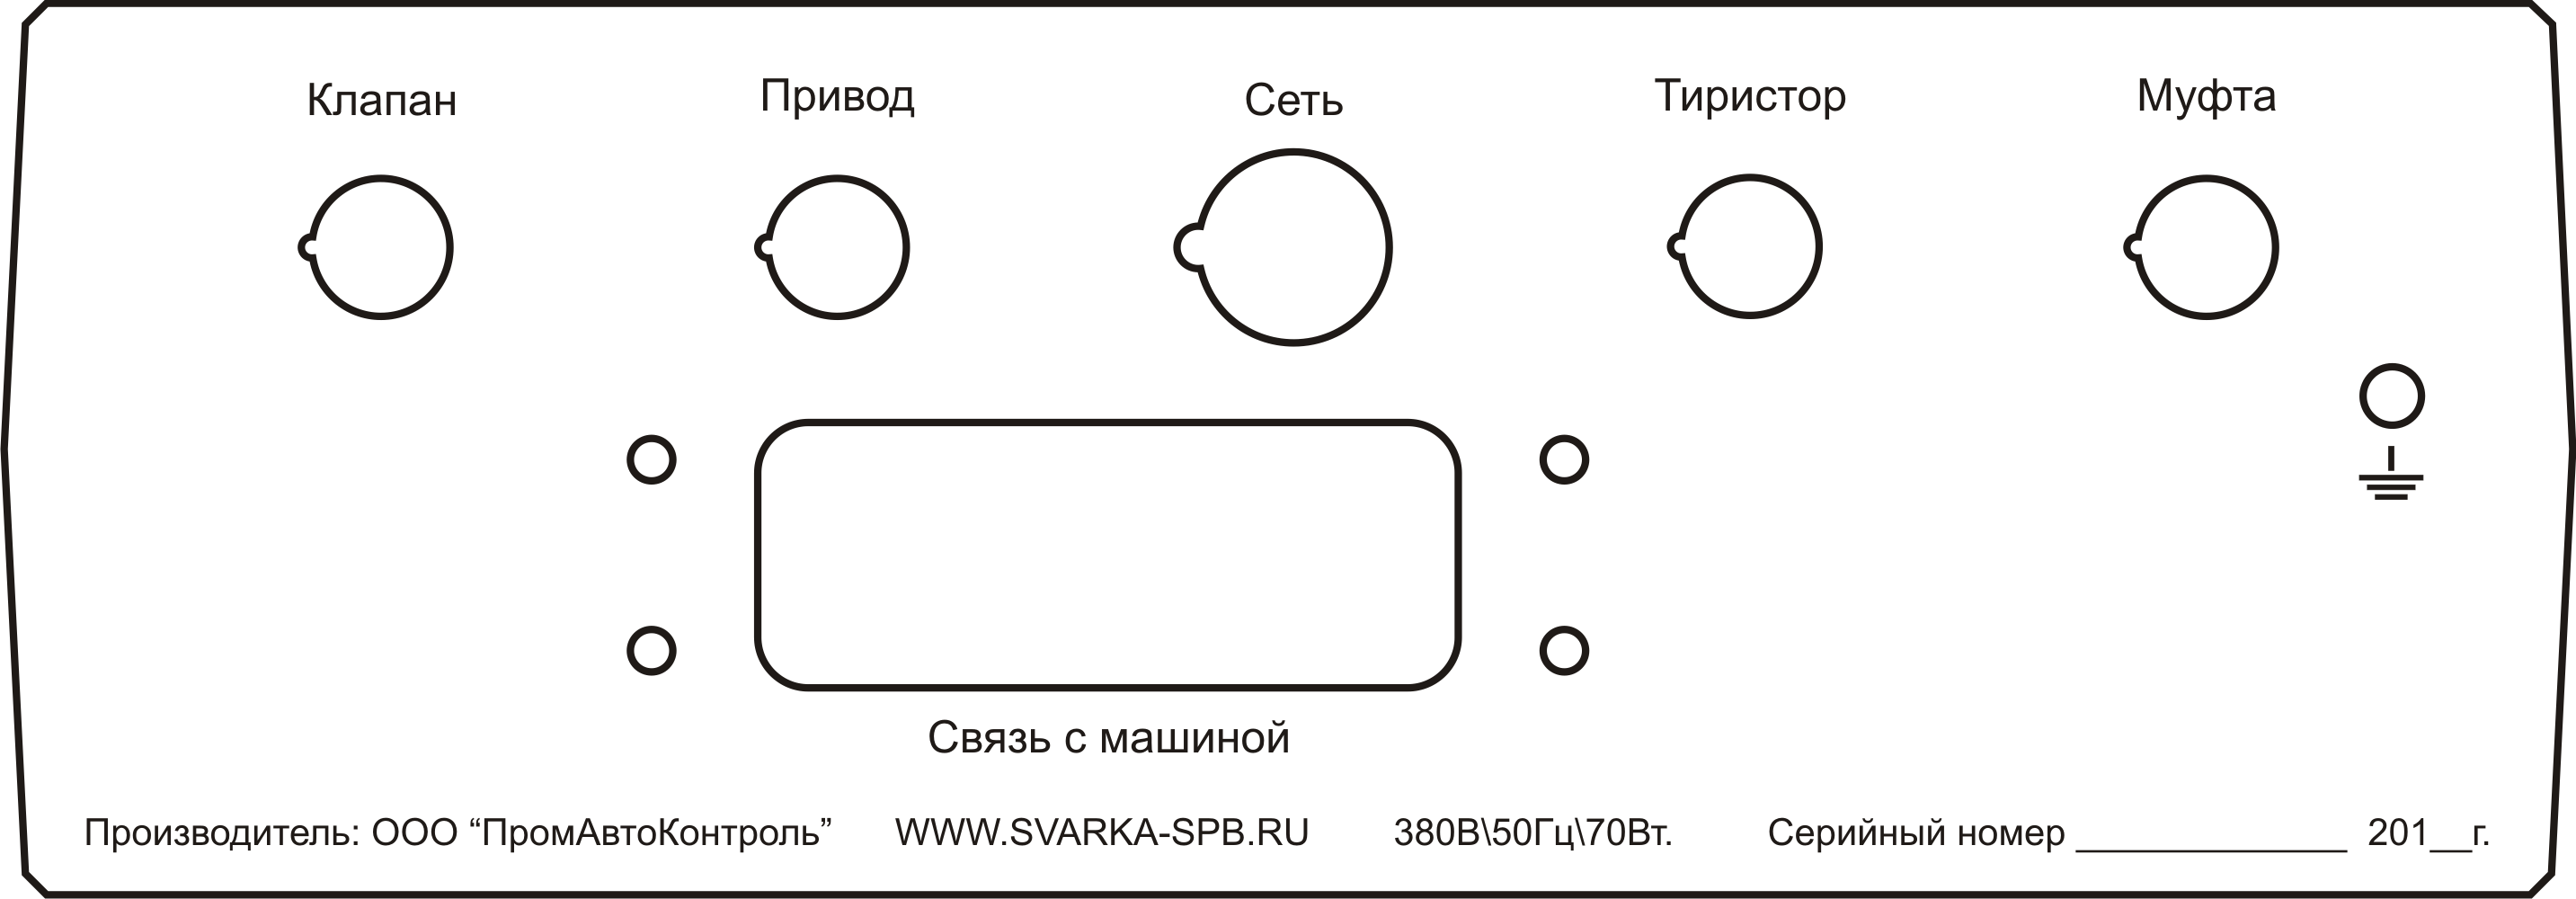 Клапан Привод Сеть Тиристор Муфта
Связь с машиной
Производитель: ООО “ПромАвтоКонтроль” WWW.SVARKA-SPB.RU 380В\50Гц\70Вт. Серийный номер _____________ 201__г.